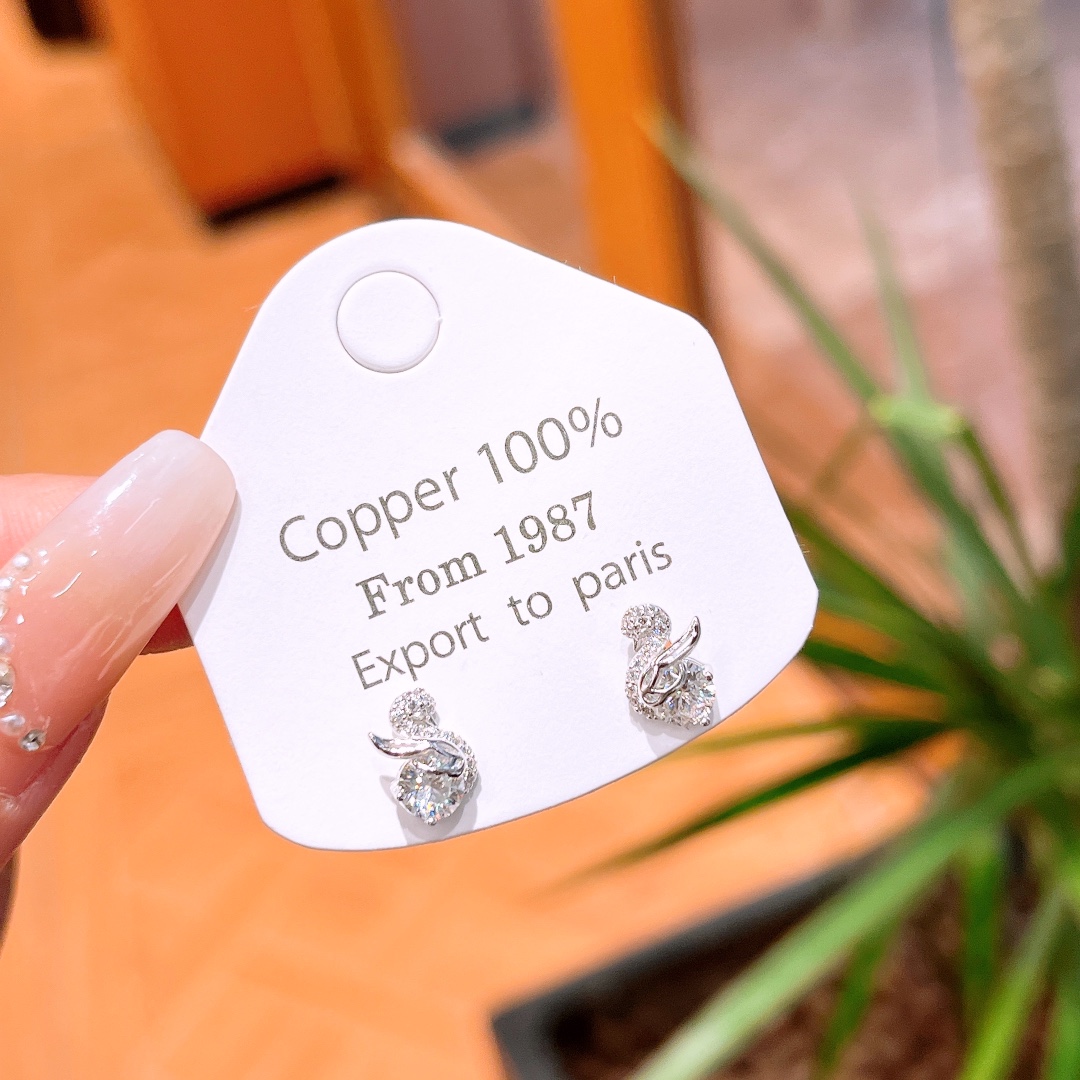 Copper 100%
From 1987
Export to paris